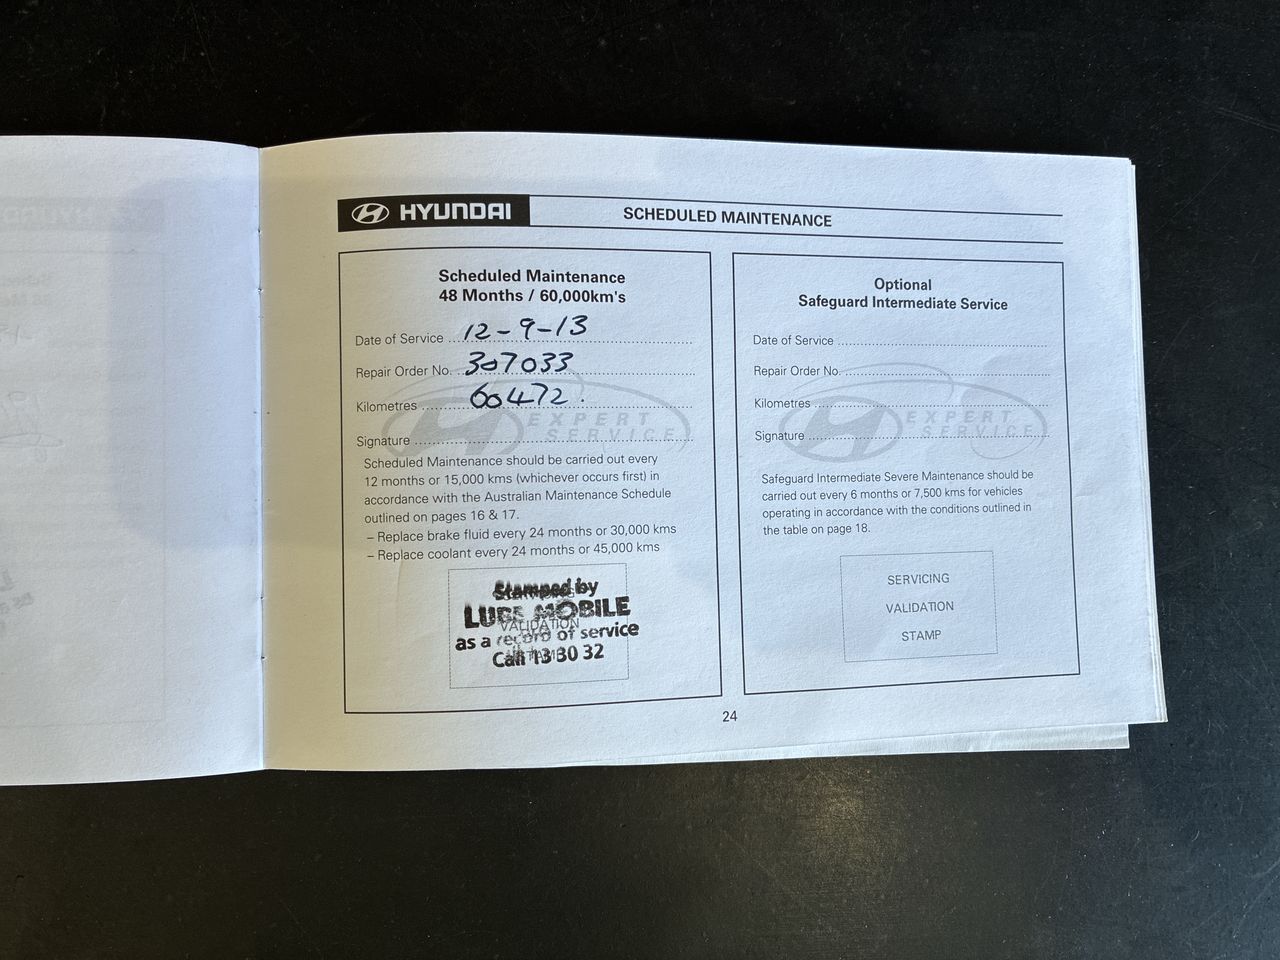 HYUNDAI
SCHEDULED MAINTENANCE
Scheduled Maintenance
48 Months / 60,000km's
Date of Service 12-9-13
Repair Order No. 307033
Kilometres 60472.
Signature
EXPERT
SERVICE
Scheduled Maintenance should be carried out every
12 months or 15,000 kms (whichever occurs first) in
accordance with the Australian Maintenance Schedule
outlined on pages 16 & 17.
– Replace brake fluid every 24 months or 30,000 kms
– Replace coolant every 24 months or 45,000 kms
Stamped by
LUBE MOBILE
VALIDATION
as a record of service
Call 13 30 32
Optional
Safeguard Intermediate Service
Date of Service
Repair Order No.
Kilometres
Signature
EXPERT
SERVICE
Safeguard Intermediate Severe Maintenance should be
carried out every 6 months or 7,500 kms for vehicles
operating in accordance with the conditions outlined in
the table on page 18.
SERVICING
VALIDATION
STAMP
24